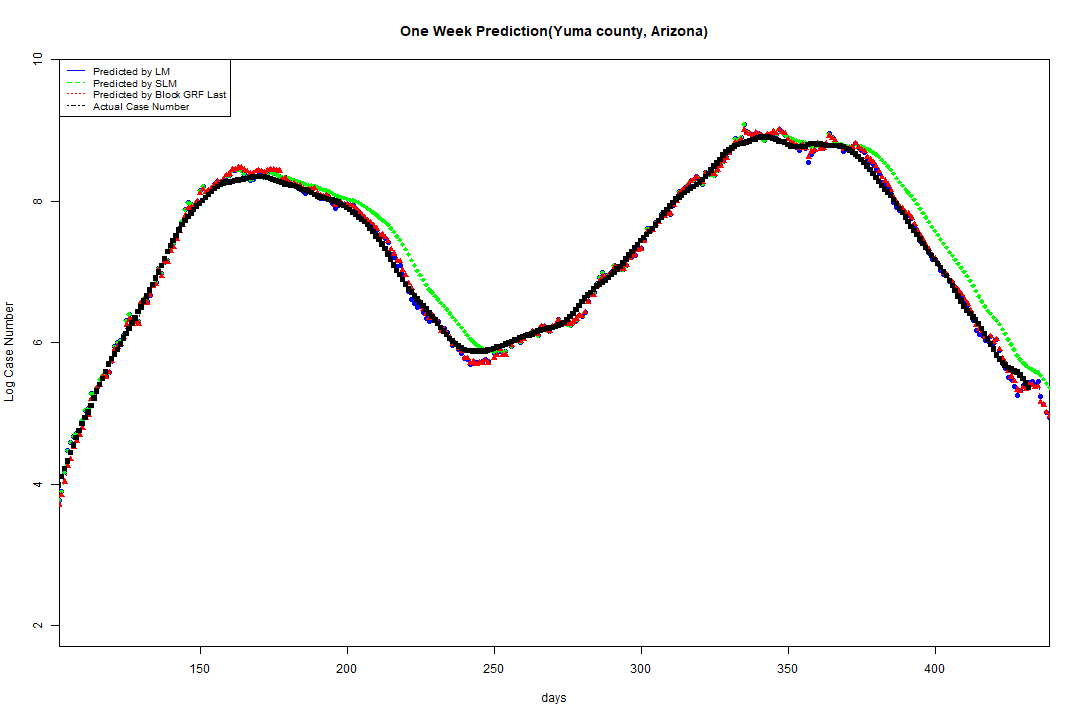 One Week Prediction(Yuma county, Arizona)
Predicted by LM
Predicted by SLM
Predicted by Block GRF Last
Actual Case Number
10
8
6
4
2
Log Case Number
150 200 250 300 350 400
days